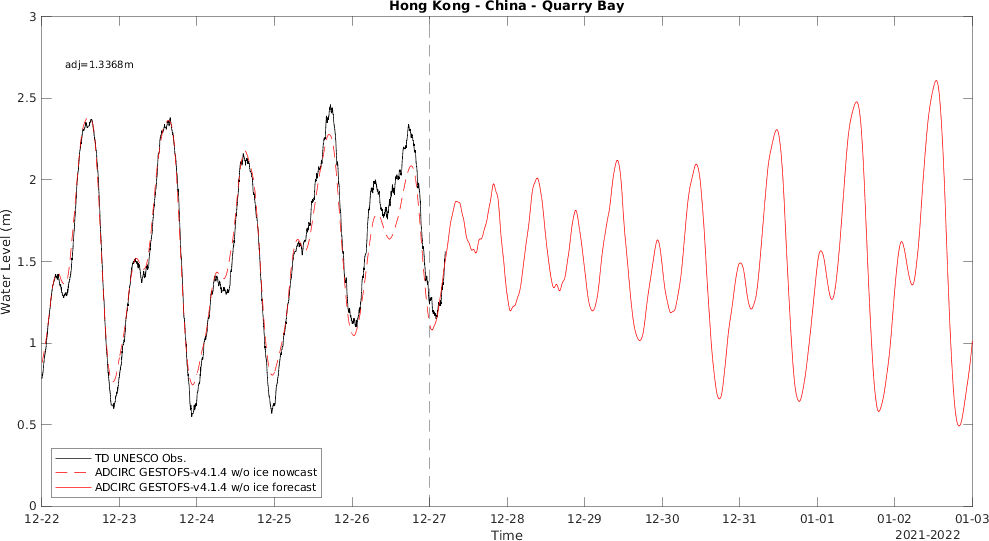 Hong Kong - China - Quarry Bay
adj=1.3368m
Water Level (m)
3
2.5
2
1.5
1
0.5
0
TD UNESCO Obs.
ADCIRC GESTOFS-v4.1.4 w/o ice nowcast
ADCIRC GESTOFS-v4.1.4 w/o ice forecast
12-22 12-23 12-24 12-25 12-26 12-27 12-28 12-29 12-30 12-31 01-01 01-02 01-03
Time
2021-2022